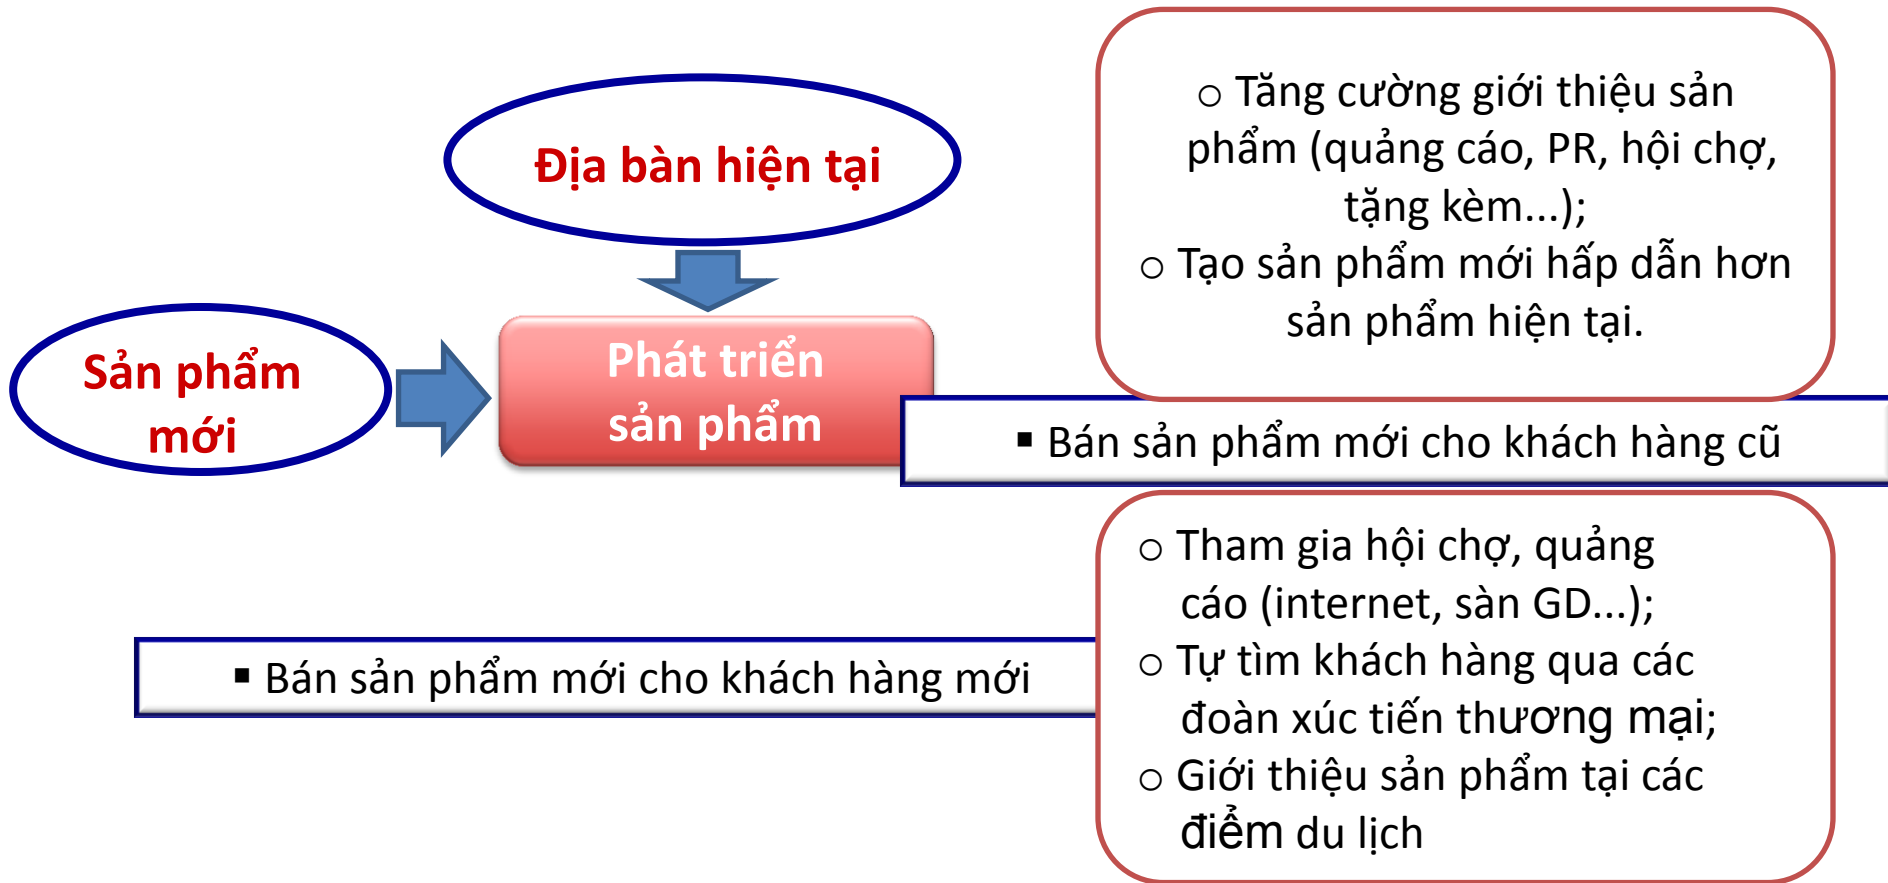 Địa bàn hiện tại
Sản phẩm
mới
Phát triển
sản phẩm
o Tăng cường giới thiệu sản
phẩm (quảng cáo, PR, hội chợ,
tặng kèm...);
o Tạo sản phẩm mới hấp dẫn hơn
sản phẩm hiện tại.
▪ Bán sản phẩm mới cho khách hàng cũ
▪ Bán sản phẩm mới cho khách hàng mới
o Tham gia hội chợ, quảng
cáo (internet, sàn GD...);
o Tự tìm khách hàng qua các
đoàn xúc tiến thương mại;
o Giới thiệu sản phẩm tại các
điểm du lịch